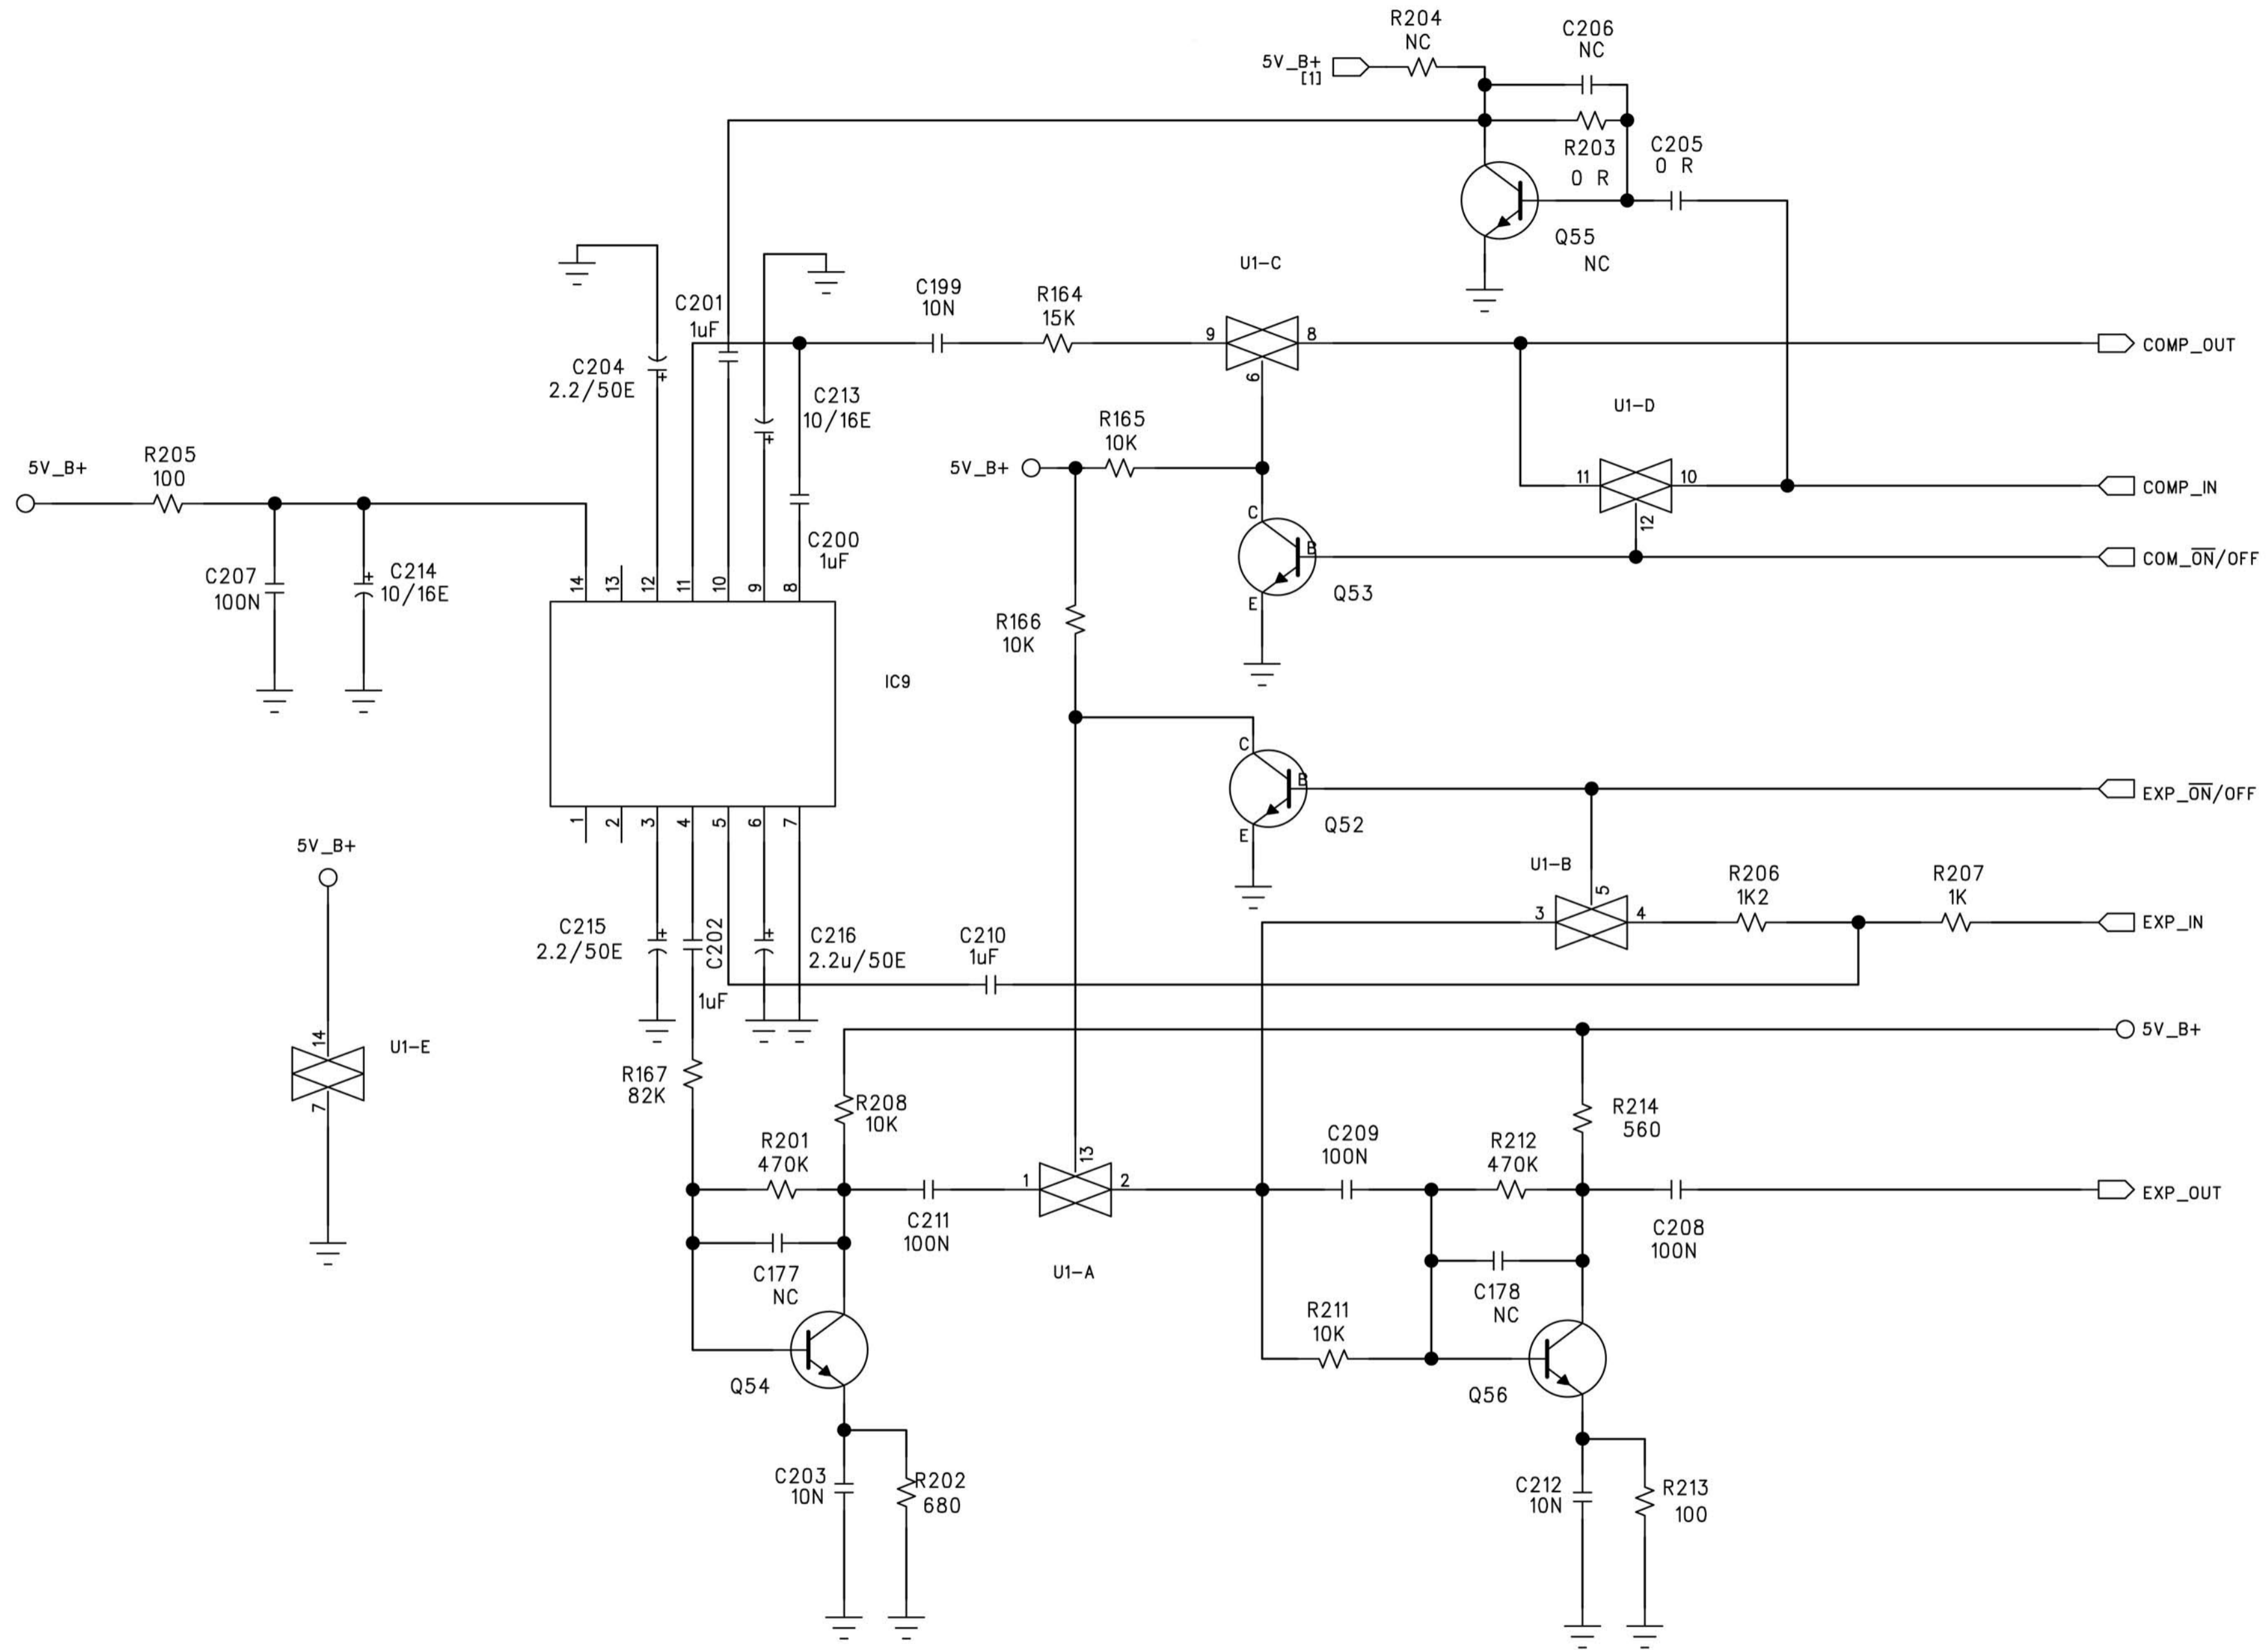 R204
NC
C206
NC
5V_B+
[1]
R203
0 R
C205
0 R
Q55
NC
U1-C
C201
1uF
C199
10N
R164
15K
9
8
6
COMP_OUT
C204
2.2/50E
+
C213
10/16E
+
U1-D
R165
10K
5V_B+
11
10
12
COMP_IN
5V_B+
R205
100
C
B
E
Q53
COM_O̅N̅/OFF
C200
1uF
C207
100N
+
C214
10/16E
14
13
12
11
10
9
8
R166
10K
IC9
C
B
E
Q52
EXP_O̅N̅/OFF
1
2
3
4
5
6
7
5V_B+
U1-B
5
3
4
R206
1K2
R207
1K
EXP_IN
C215
2.2/50E
+
C202
1uF
+
C216
2.2u/50E
C210
1uF
5V_B+
14
U1-E
7
R167
82K
R208
10K
R214
560
R201
470K
13
1
2
C209
100N
R212
470K
EXP_OUT
C211
100N
C208
100N
U1-A
C177
NC
C178
NC
R211
10K
Q54
Q56
C203
10N
R202
680
C212
10N
R213
100